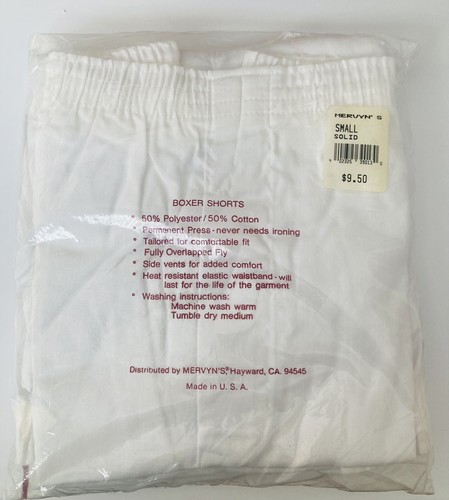 MERVYN'S
SMALL
SOLID
$9.50
BOXER SHORTS
* 50% Polyester/50% Cotton
* Permanent Press - never needs ironing
* Tailored for comfortable fit
* Fully Overlapped Fly
* Side vents for added comfort
* Heat resistant elastic waistband - will
last for the life of the garment
* Washing instructions:
Machine wash warm
Tumble dry medium
Distributed by MERVYN'S,® Hayward, CA. 94545
Made in U. S. A.